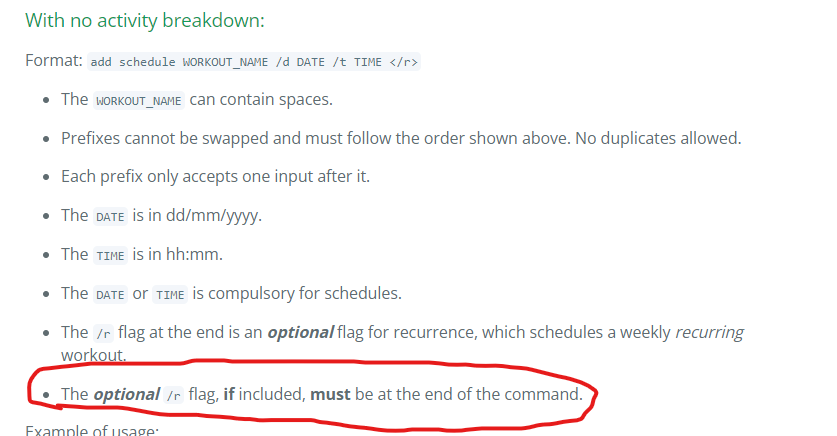 With no activity breakdown:
Format: add schedule WORKOUT_NAME /d DATE /t TIME </r>
• The WORKOUT_NAME can contain spaces.
• Prefixes cannot be swapped and must follow the order shown above. No duplicates allowed.
• Each prefix only accepts one input after it.
• The DATE is in dd/mm/yyyy.
• The TIME is in hh:mm.
• The DATE or TIME is compulsory for schedules.
• The /r flag at the end is an optional flag for recurrence, which schedules a weekly recurring
workout.
• The optional /r flag, if included, must be at the end of the command.
Example of usage: